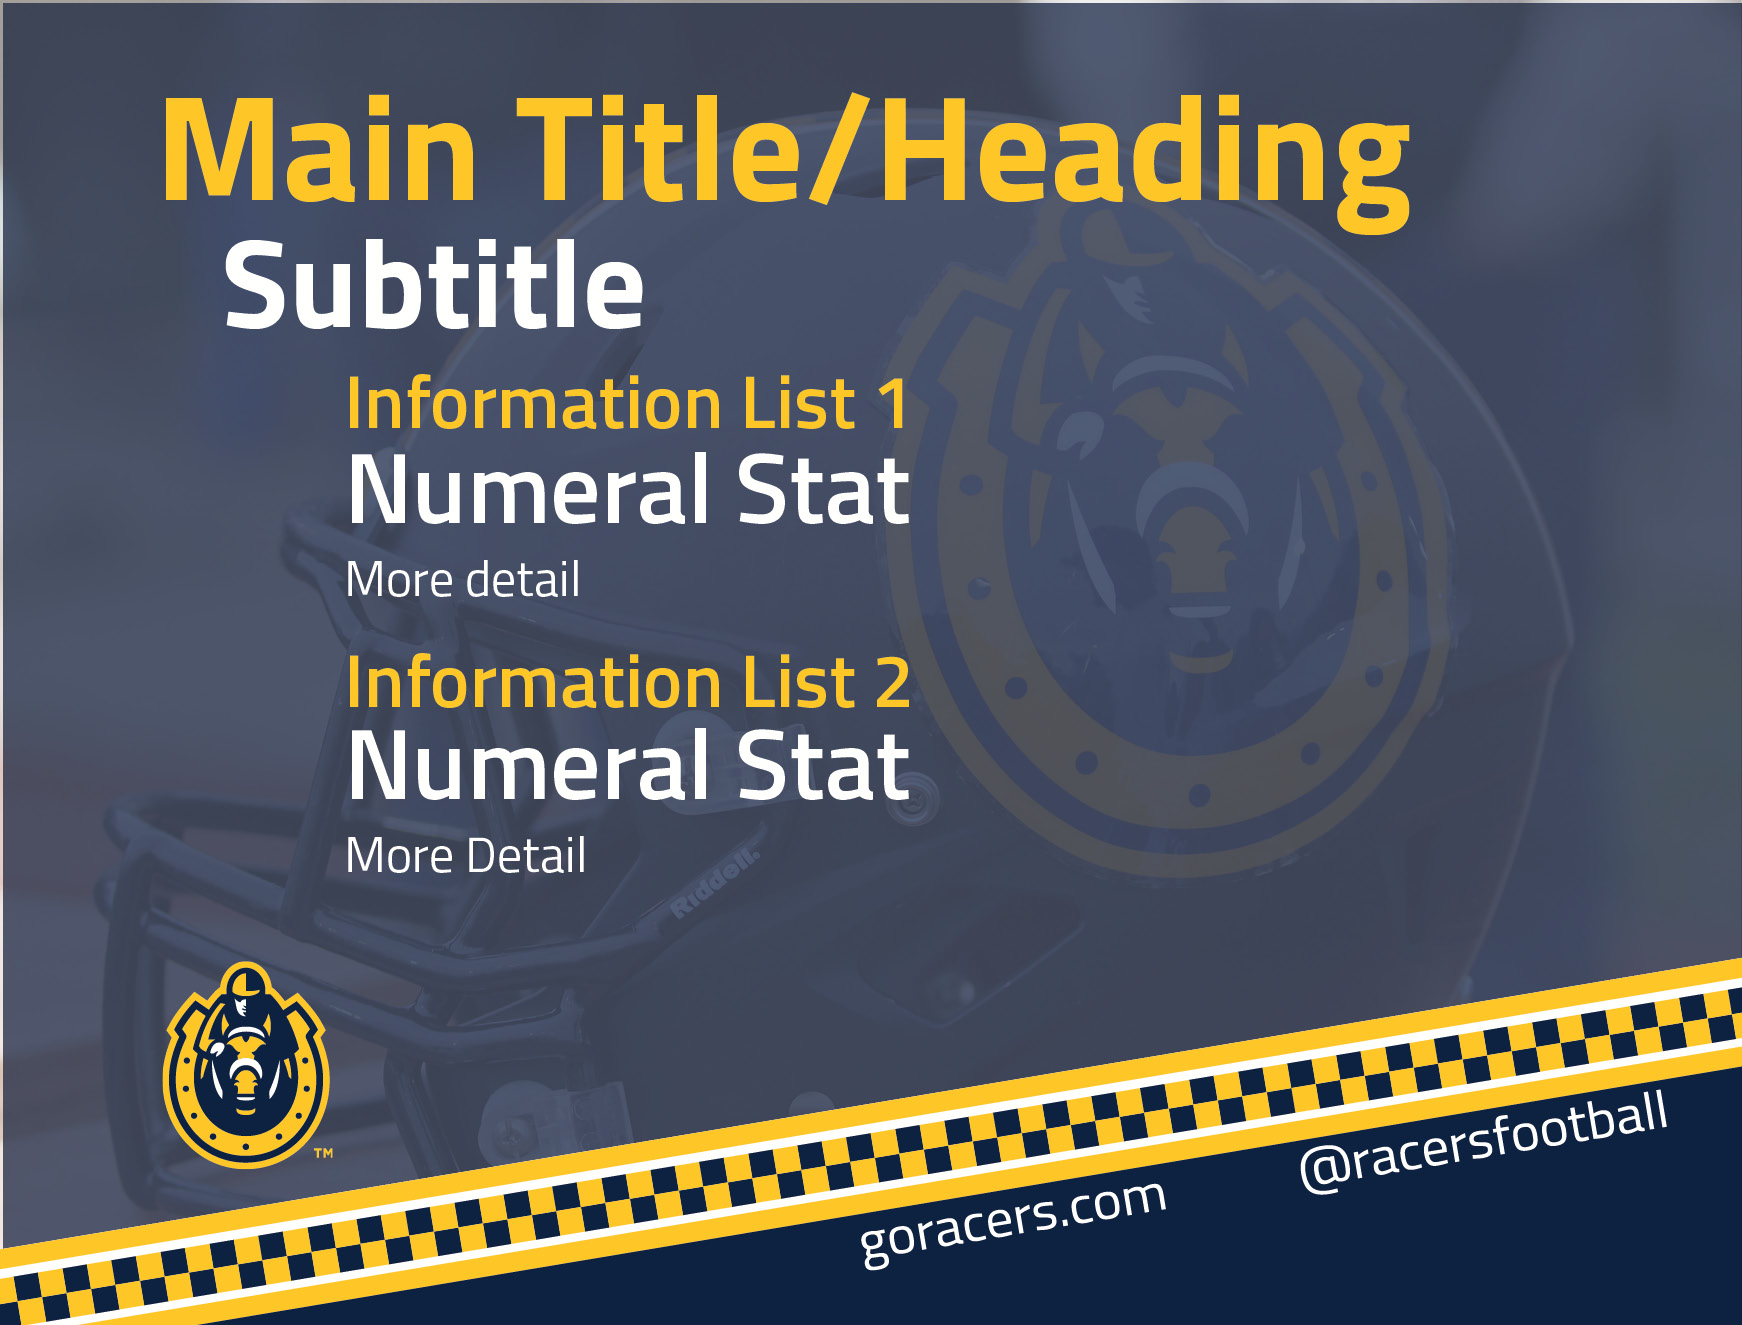 Main Title/Heading
Subtitle
Information List 1
Numeral Stat
More detail
Information List 2
Numeral Stat
More Detail
Riddell.
TM
goracers.com
@racersfootball